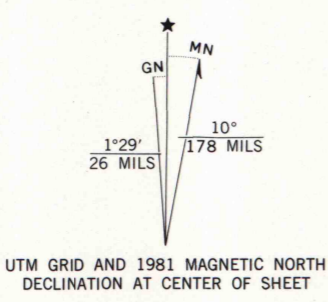 MN
GN
10°
1°29′
178 MILS
26 MILS
UTM GRID AND 1981 MAGNETIC NORTH
DECLINATION AT CENTER OF SHEET